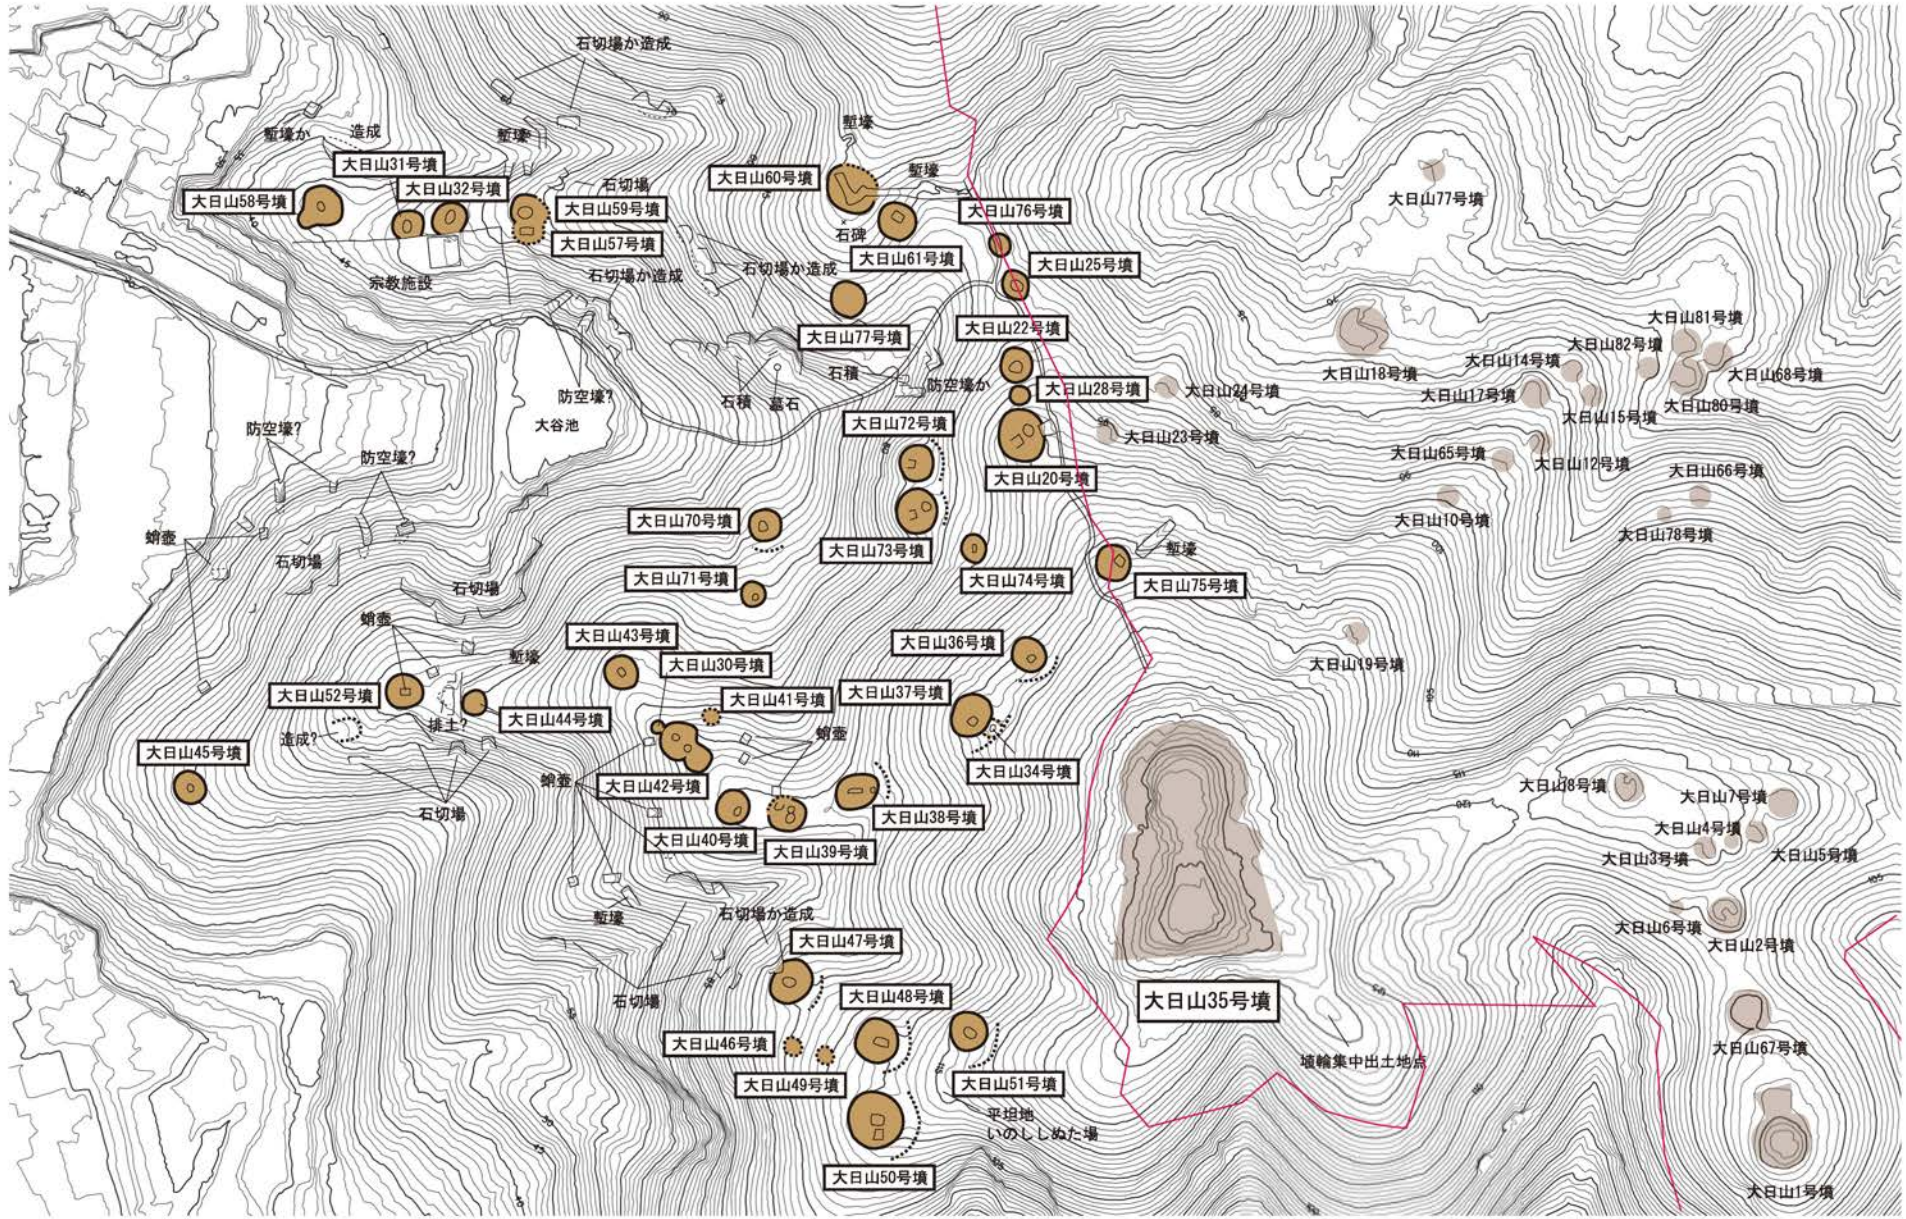 石切場か造成
塹壕
塹壕か
造成
塹壕
大日山31号墳
大日山32号墳
大日山58号墳
石切場
大日山59号墳
大日山57号墳
大日山60号墳
塹壕
大日山76号墳
大日山77号墳
石碑
大日山61号墳
大日山25号墳
宗教施設
石切場か造成
石切場か造成
大日山77号墳
大日山22号墳
大日山18号墳
大日山81号墳
大日山82号墳
大日山14号墳
大日山68号墳
大日山17号墳
大日山15号墳
大日山80号墳
石積
防空壕か
大日山28号墳
大日山24号墳
防空壕?
石積
墓石
大谷池
防空壕?
大日山72号墳
大日山23号墳
防空壕?
大日山65号墳
大日山12号墳
大日山66号墳
大日山20号墳
大日山70号墳
大日山10号墳
大日山78号墳
蛸壺
大日山73号墳
塹壕
石切場
大日山71号墳
大日山74号墳
大日山75号墳
石切場
蛸壺
大日山43号墳
大日山36号墳
大日山19号墳
塹壕
大日山30号墳
大日山52号墳
大日山41号墳
大日山37号墳
大日山44号墳
排土?
造成?
蛸壺
大日山45号墳
大日山34号墳
蛸壺
大日山42号墳
大日山8号墳
大日山7号墳
石切場
大日山38号墳
大日山4号墳
大日山40号墳
大日山39号墳
大日山3号墳
大日山5号墳
塹壕
石切場か造成
大日山6号墳
大日山2号墳
大日山47号墳
石切場
大日山48号墳
大日山35号墳
大日山46号墳
大日山67号墳
埴輪集中出土地点
大日山49号墳
大日山51号墳
平坦地
いのししぬた場
大日山50号墳
大日山1号墳